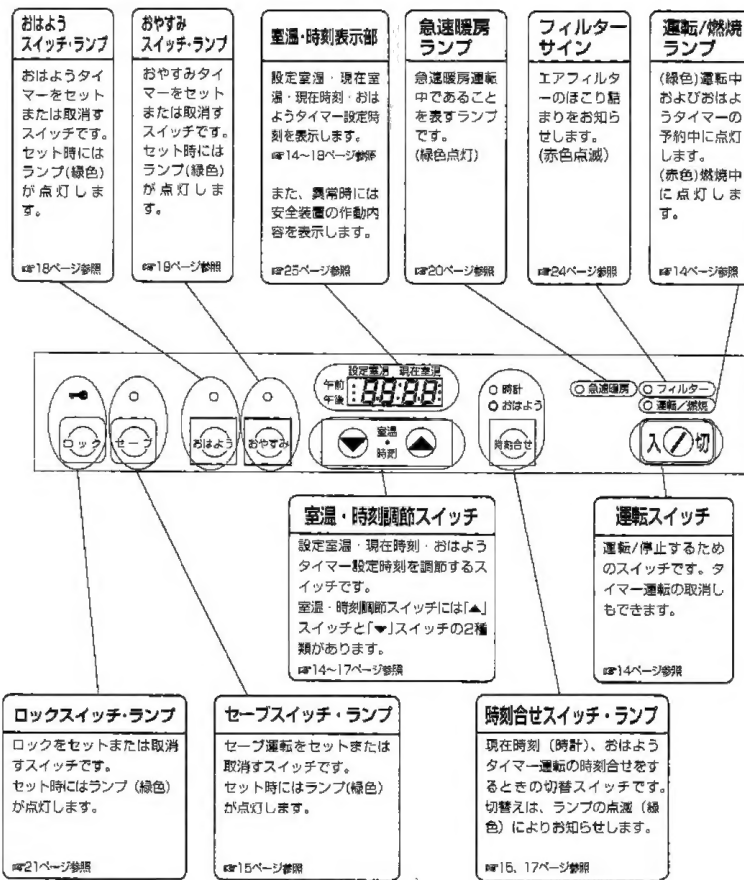 おはよう
スイッチ・ランプ
おはようタイ
マーをセット
または取消す
スイッチです。
セット時には
ランプ(緑色)
が点灯しま
す。
☞18ページ参照
おやすみ
スイッチ・ランプ
おやすみタイ
マーをセット
または取消す
スイッチです。
セット時には
ランプ(緑色)
が点灯しま
す。
☞19ページ参照
室温・時刻表示部
設定室温・現在室
温・現在時刻・おは
ようタイマー設定時
刻を表示します。
☞14〜18ページ参照
また、異常時には
安全装置の作動内
容を表示します。
☞25ページ参照
急速暖房
ランプ
急速暖房運転
中であること
を表すランプ
です。
(緑色点灯)
☞20ページ参照
フィルター
サイン
エアフィルタ
ーのほこり詰
まりをお知ら
せします。
(赤色点滅)
☞24ページ参照
運転/燃焼
ランプ
(緑色)運転中
およびおはよ
うタイマーの
予約中に点灯
します。
(赤色)燃焼中
に点灯しま
す。
☞14ページ参照
設定室温 現在室温
午前
午後
88:88
時計
おはよう
急速暖房
フィルター
運転/燃焼
ロック
セーブ
おはよう
おやすみ
▼
室温
・
時刻
▲
時刻合せ
入/切
室温・時刻調節スイッチ
設定室温・現在時刻・おはよう
タイマー設定時刻を調節するス
イッチです。
室温・時刻調節スイッチには「▲」
スイッチと「▼」スイッチの2種
類があります。
☞14〜17ページ参照
運転スイッチ
運転/停止するため
のスイッチです。タ
イマー運転の取消し
もできます。
☞14ページ参照
ロックスイッチ・ランプ
ロックをセットまたは取消
すスイッチです。
セット時にはランプ（緑色）
が点灯します。
☞21ページ参照
セーブスイッチ・ランプ
セーブ運転をセットまたは
取消すスイッチです。
セット時にはランプ(緑色)
が点灯します。
☞15ページ参照
時刻合せスイッチ・ランプ
現在時刻（時計）、おはよう
タイマー運転の時刻合せをす
るときの切替スイッチです。
切替えは、ランプの点滅（緑
色）によりお知らせします。
☞16、17ページ参照